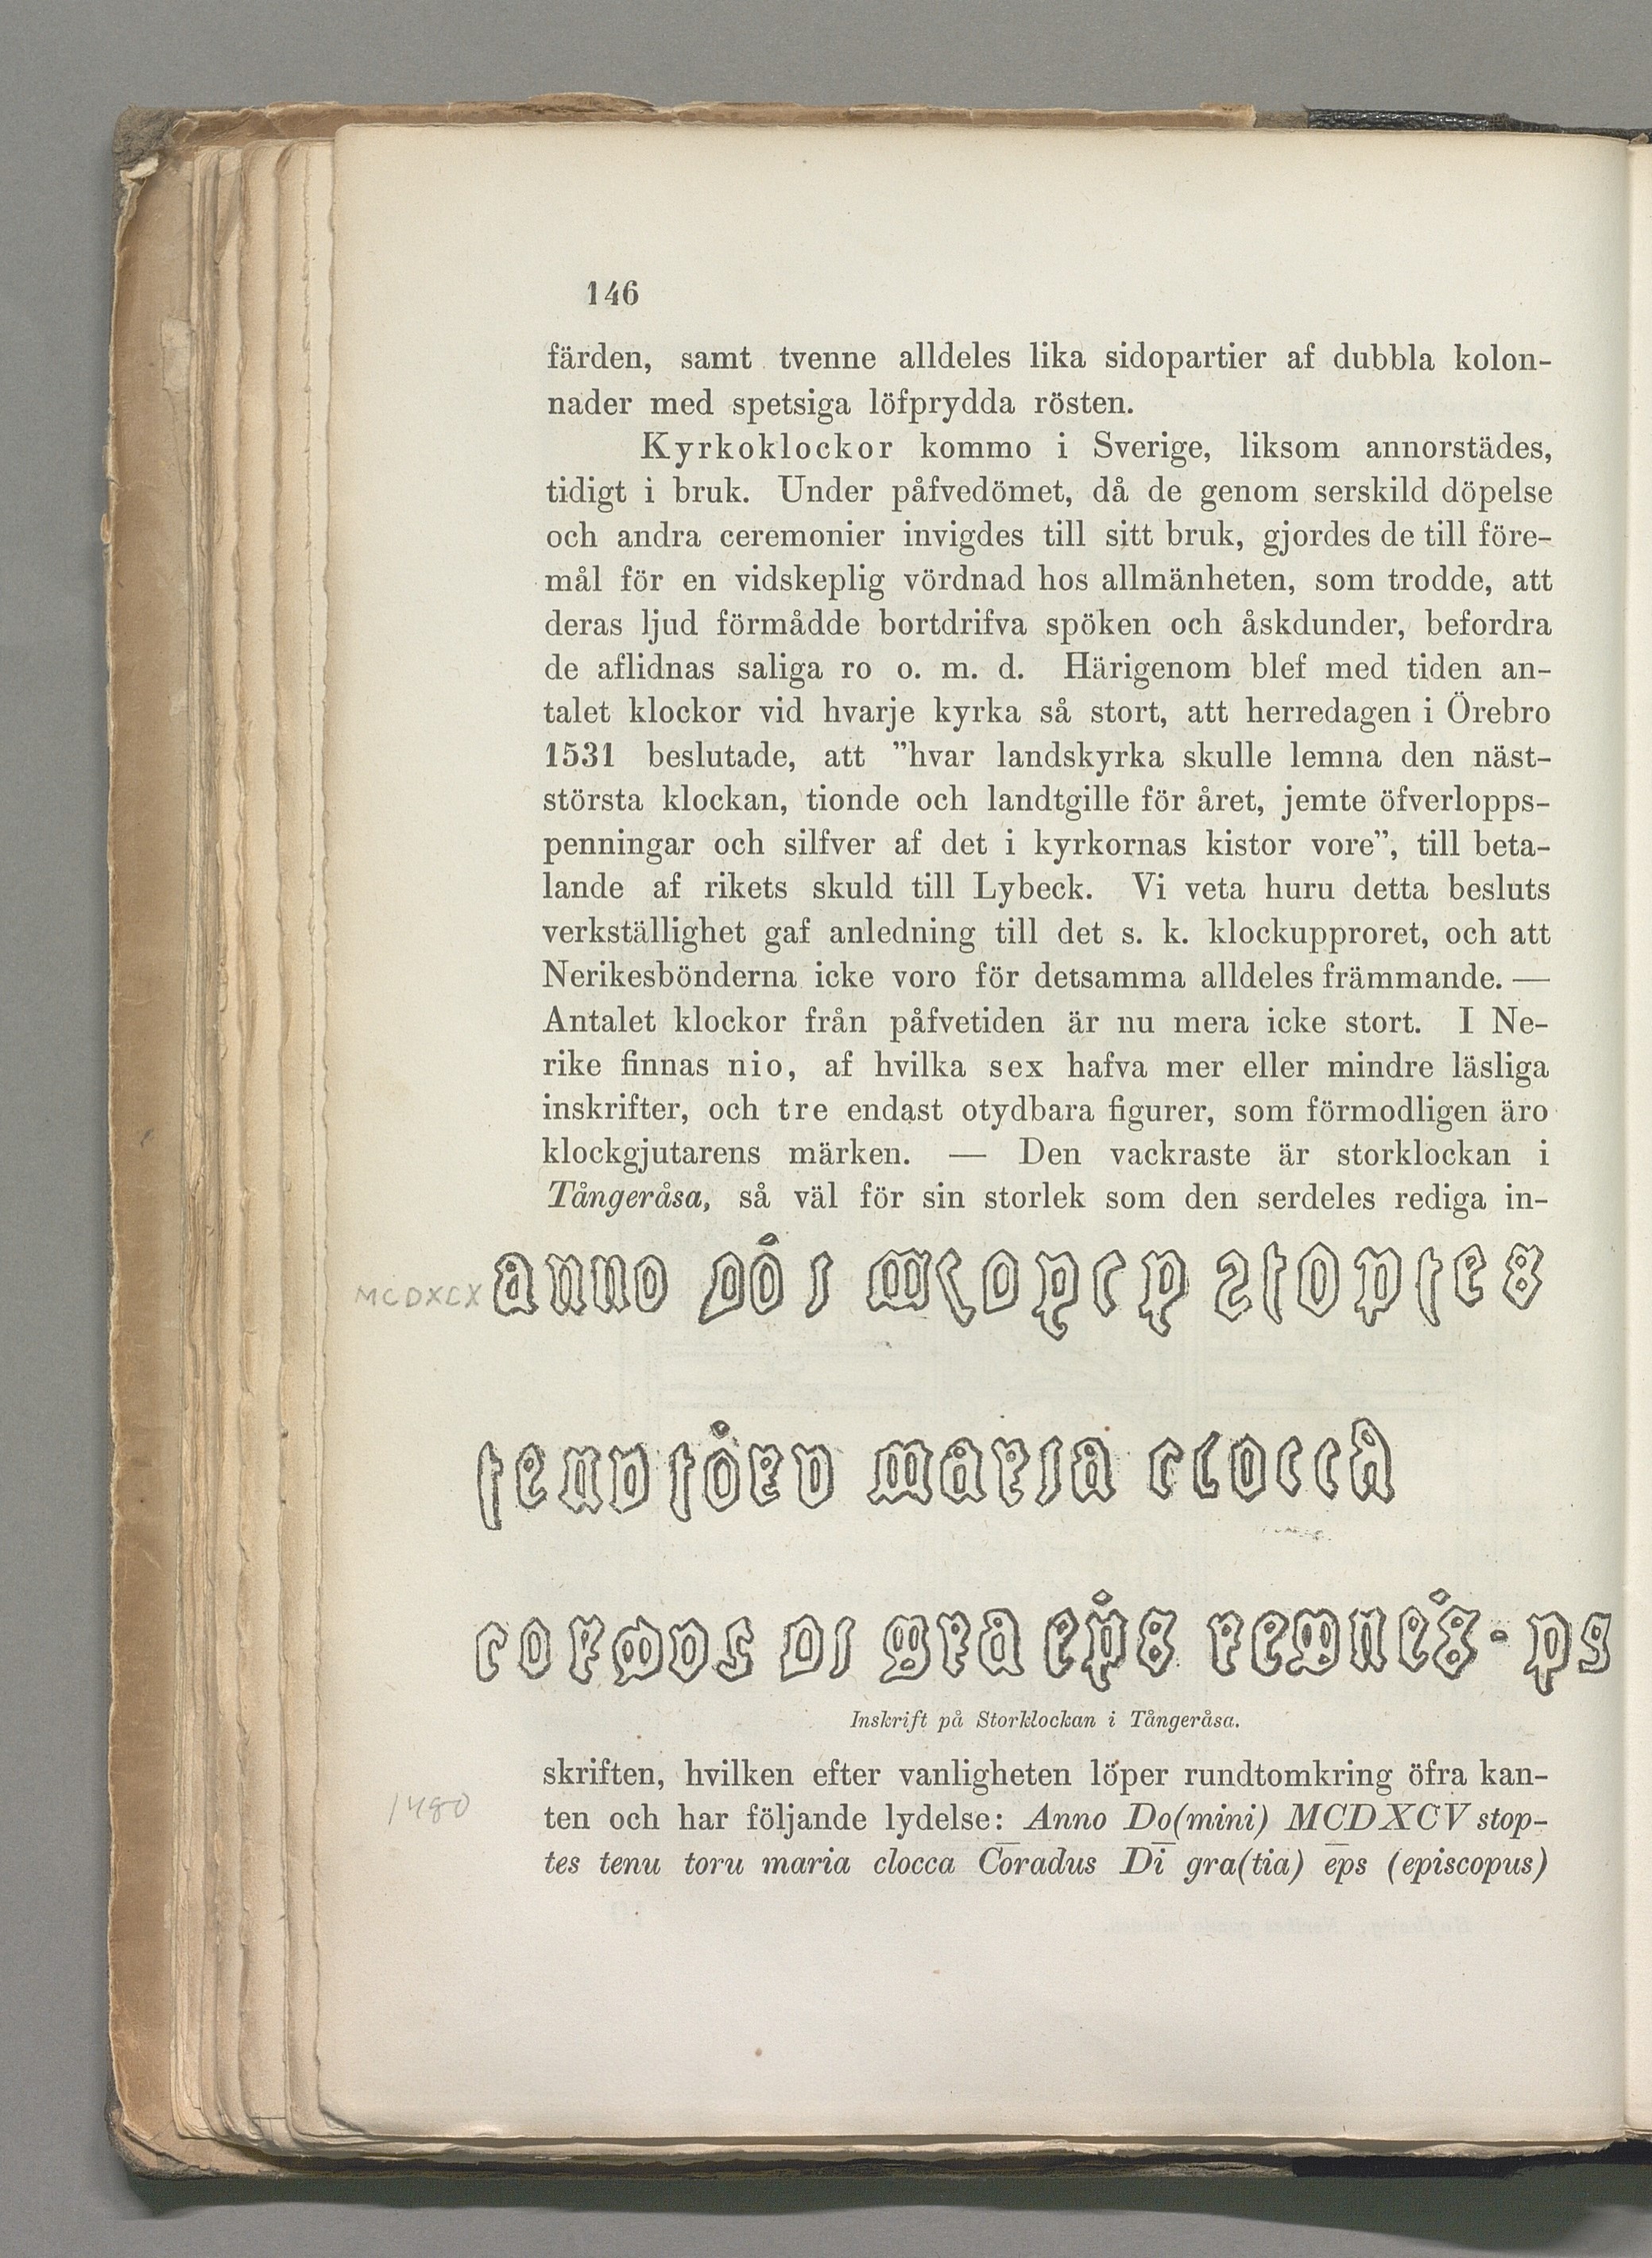 146
färden, samt tvenne alldeles lika sidopartier af dubbla kolon-
nader med spetsiga löfprydda rösten.
Kyrkoklockor kommo i Sverige, liksom annorstädes,
tidigt i bruk. Under påfvedömet, då de genom serskild döpelse
och andra ceremonier invigdes till sitt bruk, gjordes de till före-
mål för en vidskeplig vördnad hos allmänheten, som trodde, att
deras ljud förmådde bortdrifva spöken och åskdunder, befordra
de aflidnas saliga ro o. m. d. Härigenom blef med tiden an-
talet klockor vid hvarje kyrka så stort, att herredagen i Örebro
1531 beslutade, att ”hvar landskyrka skulle lemna den näst-
största klockan, tionde och landtgille för året, jemte öfverlopps-
penningar och silfver af det i kyrkornas kistor vore”, till beta-
lande af rikets skuld till Lybeck. Vi veta huru detta besluts
verkställighet gaf anledning till det s. k. klockupproret, och att
Nerikesbönderna icke voro för detsamma alldeles främmande. —
Antalet klockor från påfvetiden är nu mera icke stort. I Ne-
rike finnas nio, af hvilka sex hafva mer eller mindre läsliga
inskrifter, och tre endast otydbara figurer, som förmodligen äro
klockgjutarens märken. — Den vackraste är storklockan i
Tångeråsa, så väl för sin storlek som den serdeles rediga in-
MCDXCX anno
maria clocca
gra eps
Inskrift på Storklockan i Tångeråsa.
skriften, hvilken efter vanligheten löper rundtomkring öfra kan-
1480
ten och har följande lydelse: Anno Do(mini) MCDXCV stop-
tes tenu toru maria clocca C̅oradus D̅i gra(tia) e̅ps (episcopus)